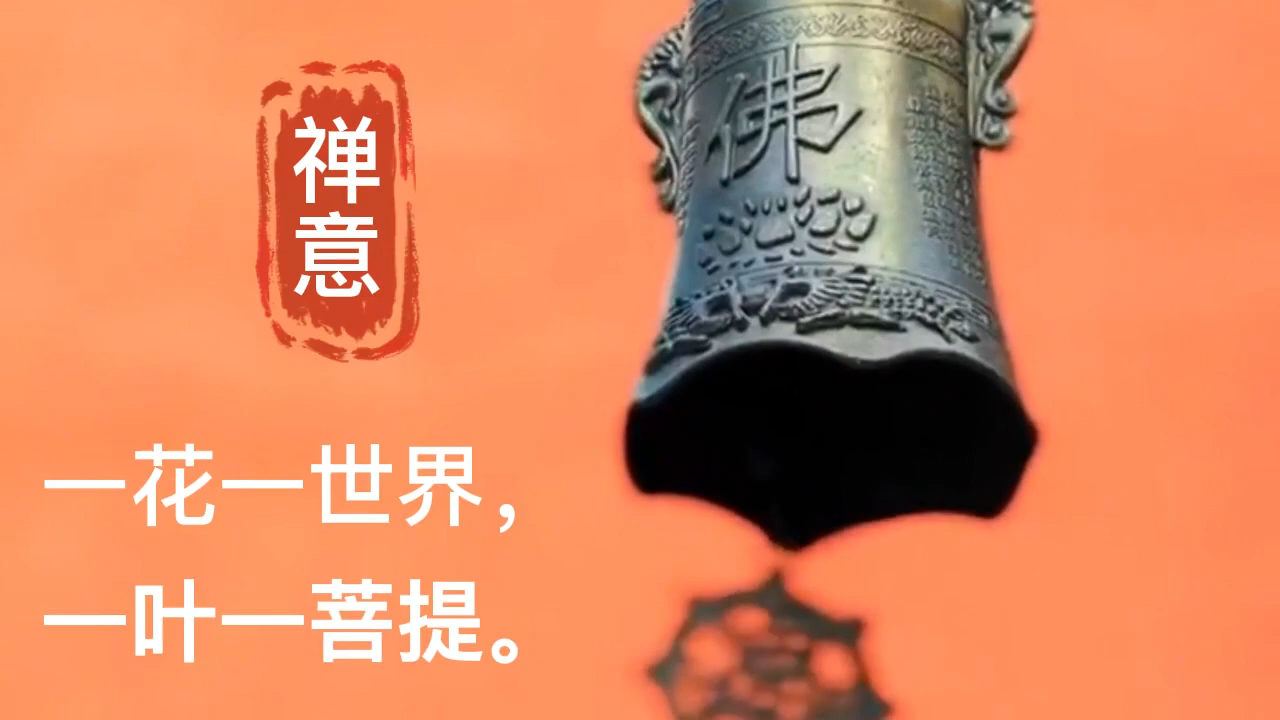 禅意
佛
一花一世界，
一叶一菩提。